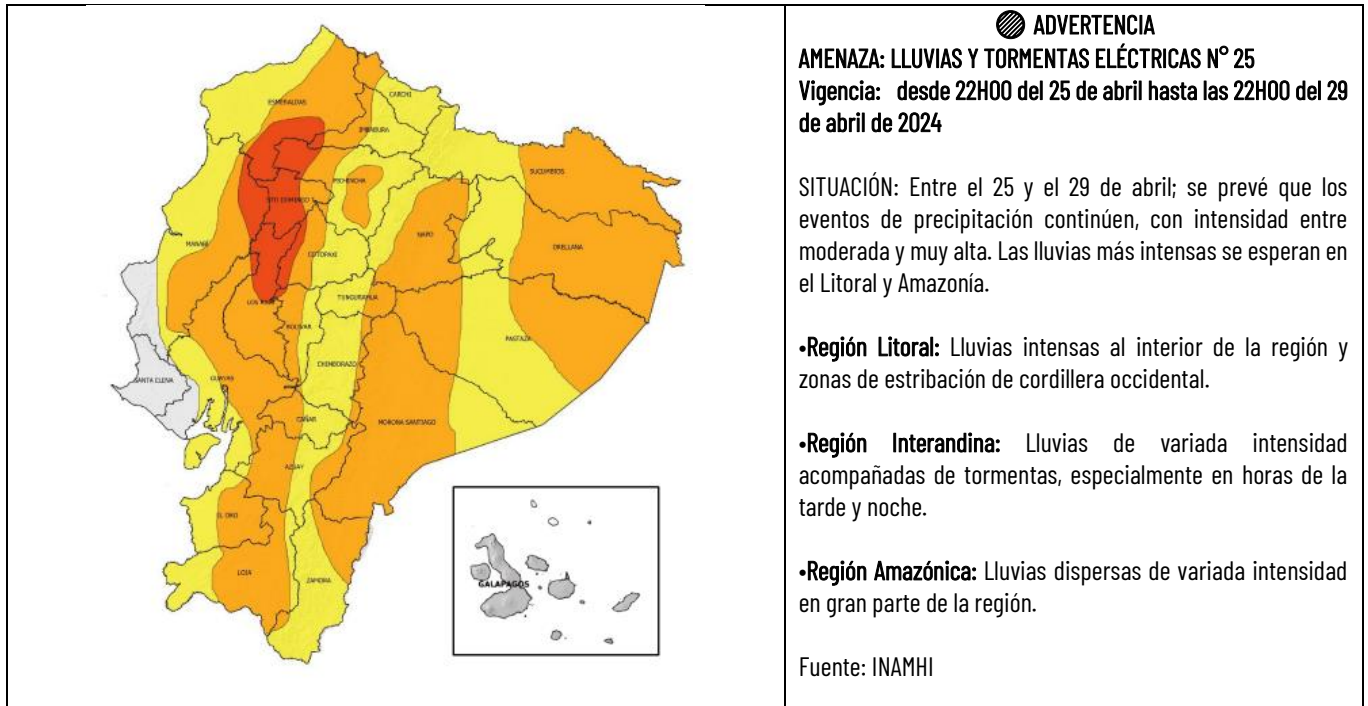 ADVERTENCIA
AMENAZA: LLUVIAS Y TORMENTAS ELÉCTRICAS N° 25
Vigencia: desde 22H00 del 25 de abril hasta las 22H00 del 29
de abril de 2024
SITUACIÓN: Entre el 25 y el 29 de abril; se prevé que los
eventos de precipitación continúen, con intensidad entre
moderada y muy alta. Las lluvias más intensas se esperan en
el Litoral y Amazonía.
•Región Litoral: Lluvias intensas al interior de la región y
zonas de estribación de cordillera occidental.
•Región Interandina: Lluvias de variada intensidad
acompañadas de tormentas, especialmente en horas de la
tarde y noche.
•Región Amazónica: Lluvias dispersas de variada intensidad
en gran parte de la región.
Fuente: INAMHI
CARCHI
ESMERALDAS
IMBABURA
SUCUMBIOS
PICHINCHA
STO DOMINGO
NAPO
MANABI
ORELLANA
COTOPAXI
TUNGURAHUA
LOS
BOLIVAR
PASTAZA
CHIMBORAZO
SANTA ELENA
GUAYAS
CAÑAR
MORONA SANTIAGO
AZUAY
EL ORO
LOJA
ZAMORA
GALAPAGOS